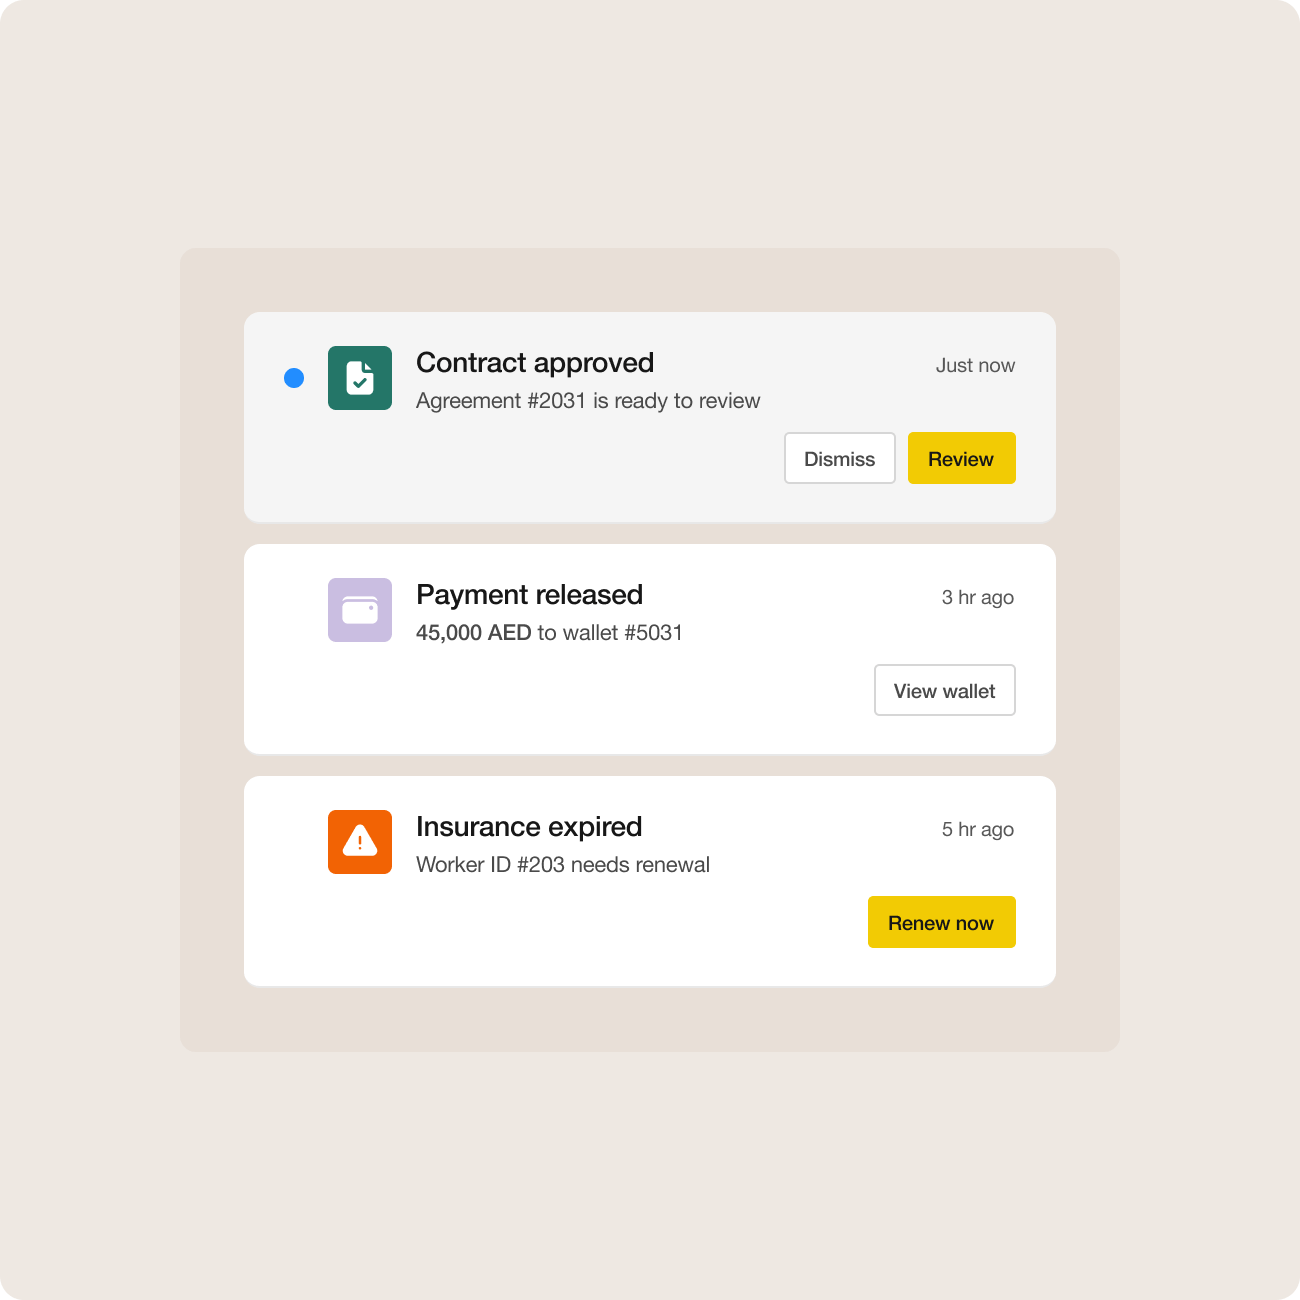 Contract approved
Just now
Agreement #2031 is ready to review
Dismiss
Review
Payment released
3 hr ago
45,000 AED to wallet #5031
View wallet
Insurance expired
5 hr ago
Worker ID #203 needs renewal
Renew now